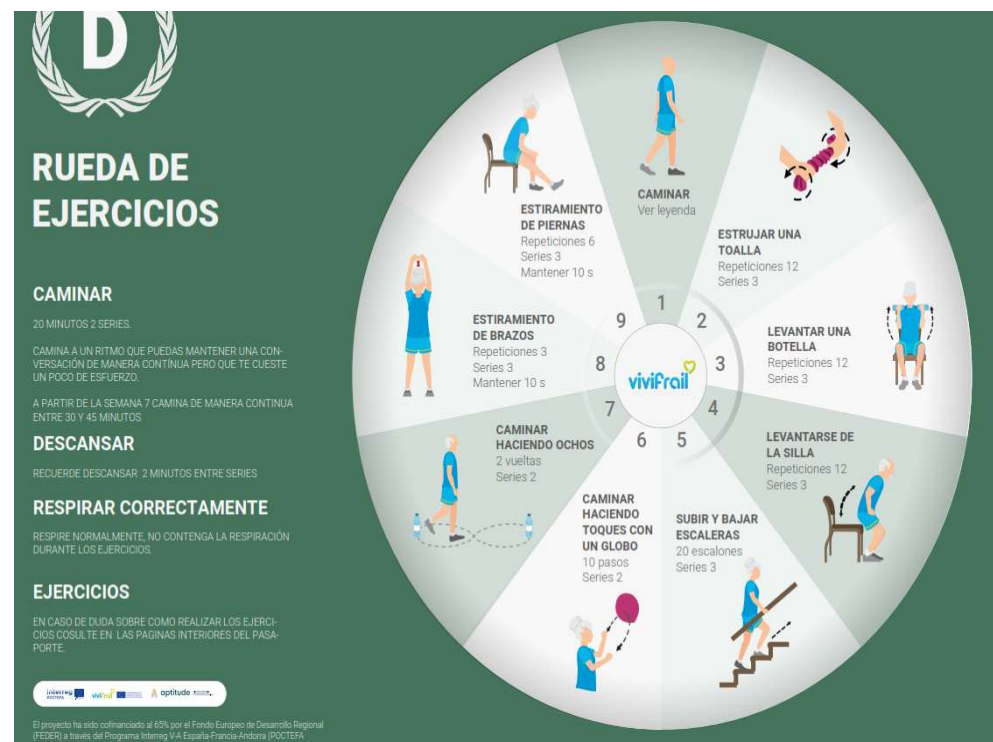 D
RUEDA DE
EJERCICIOS
CAMINAR
20 MINUTOS 2 SERIES.
CAMINA A UN RITMO QUE PUEDAS MANTENER UNA CON-
VERSACIÓN DE MANERA CONTÍNUA PERO QUE TE CUESTE
UN POCO DE ESFUERZO.
A PARTIR DE LA SEMANA 7 CAMINA DE MANERA CONTINUA
ENTRE 30 Y 45 MINUTOS
DESCANSAR
RECUERDE DESCANSAR 2 MINUTOS ENTRE SERIES
RESPIRAR CORRECTAMENTE
RESPIRE NORMALMENTE, NO CONTENGA LA RESPIRACIÓN
DURANTE LOS EJERCICIOS.
EJERCICIOS
EN CASO DE DUDA SOBRE COMO REALIZAR LOS EJERCI-
CIOS COSULTE EN LAS PAGINAS INTERIORES DEL PASA-
PORTE.
Interreg
POCTEFA
vivifrail
aptitude
El proyecto ha sido cofinanciado al 65% por el Fondo Europeo de Desarrollo Regional
(FEDER) a través del Programa Interreg V-A España-Francia-Andorra (POCTEFA
CAMINAR
Ver leyenda
1
ESTRUJAR UNA
TOALLA
Repeticiones 12
Series 3
2
LEVANTAR UNA
BOTELLA
Repeticiones 12
Series 3
3
LEVANTARSE DE
LA SILLA
Repeticiones 12
Series 3
4
SUBIR Y BAJAR
ESCALERAS
20 escalones
Series 3
5
CAMINAR
HACIENDO
TOQUES CON
UN GLOBO
10 pasos
Series 2
6
CAMINAR
HACIENDO OCHOS
2 vueltas
Series 2
7
ESTIRAMIENTO
DE BRAZOS
Repeticiones 3
Series 3
Mantener 10 s
8
ESTIRAMIENTO
DE PIERNAS
Repeticiones 6
Series 3
Mantener 10 s
9
vivifrail